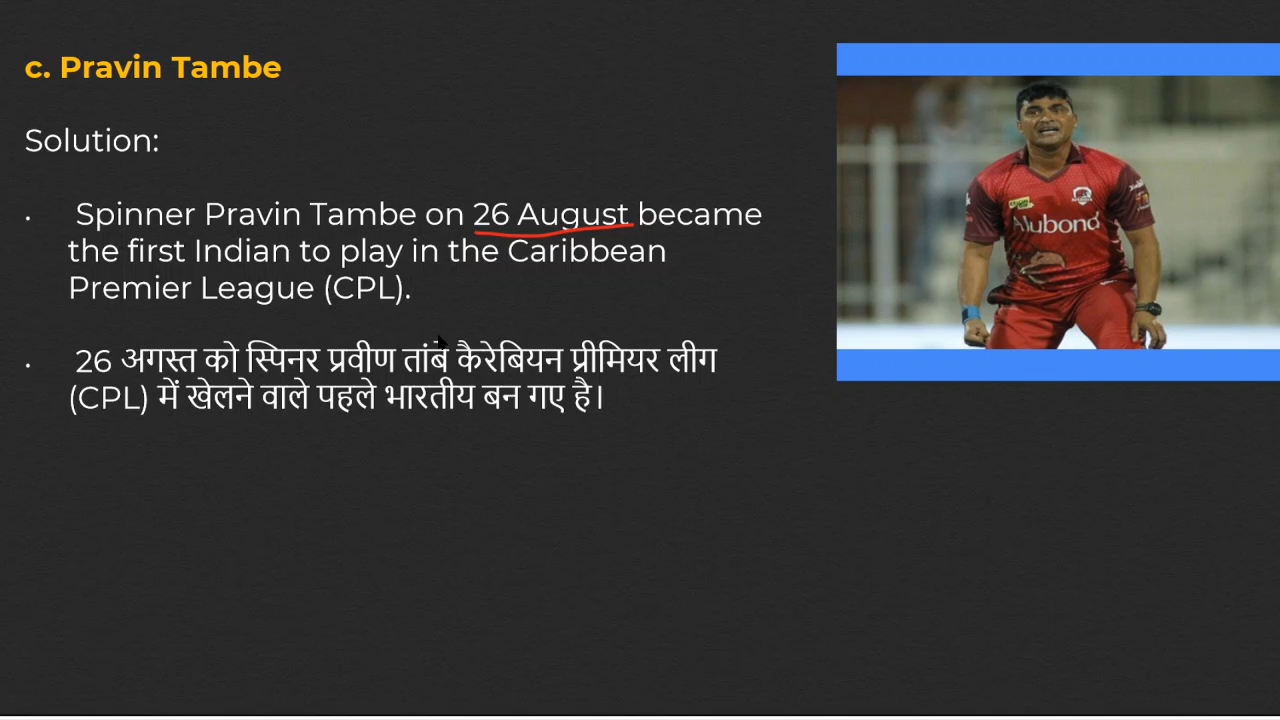 c. Pravin Tambe
Solution:
· Spinner Pravin Tambe on 26 August became
the first Indian to play in the Caribbean
Premier League (CPL).
· 26 अगस्त को स्पिनर प्रवीण तांबे कैरेबियन प्रीमियर लीग
(CPL) में खेलने वाले पहले भारतीय बन गए है।
Alubond